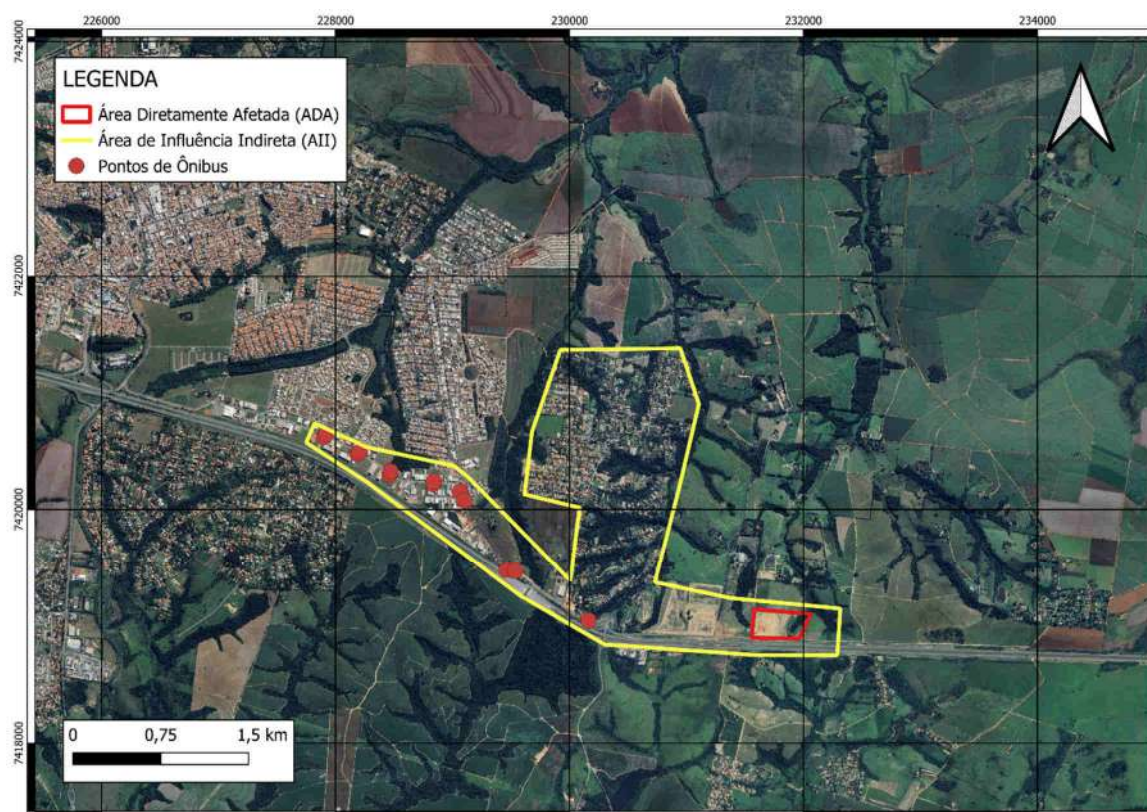 226000 228000 230000 232000 234000
7424000
LEGENDA
Área Diretamente Afetada (ADA)
Área de Influência Indireta (AII)
Pontos de Ônibus
7422000
7420000
7418000
0 0,75 1,5 km